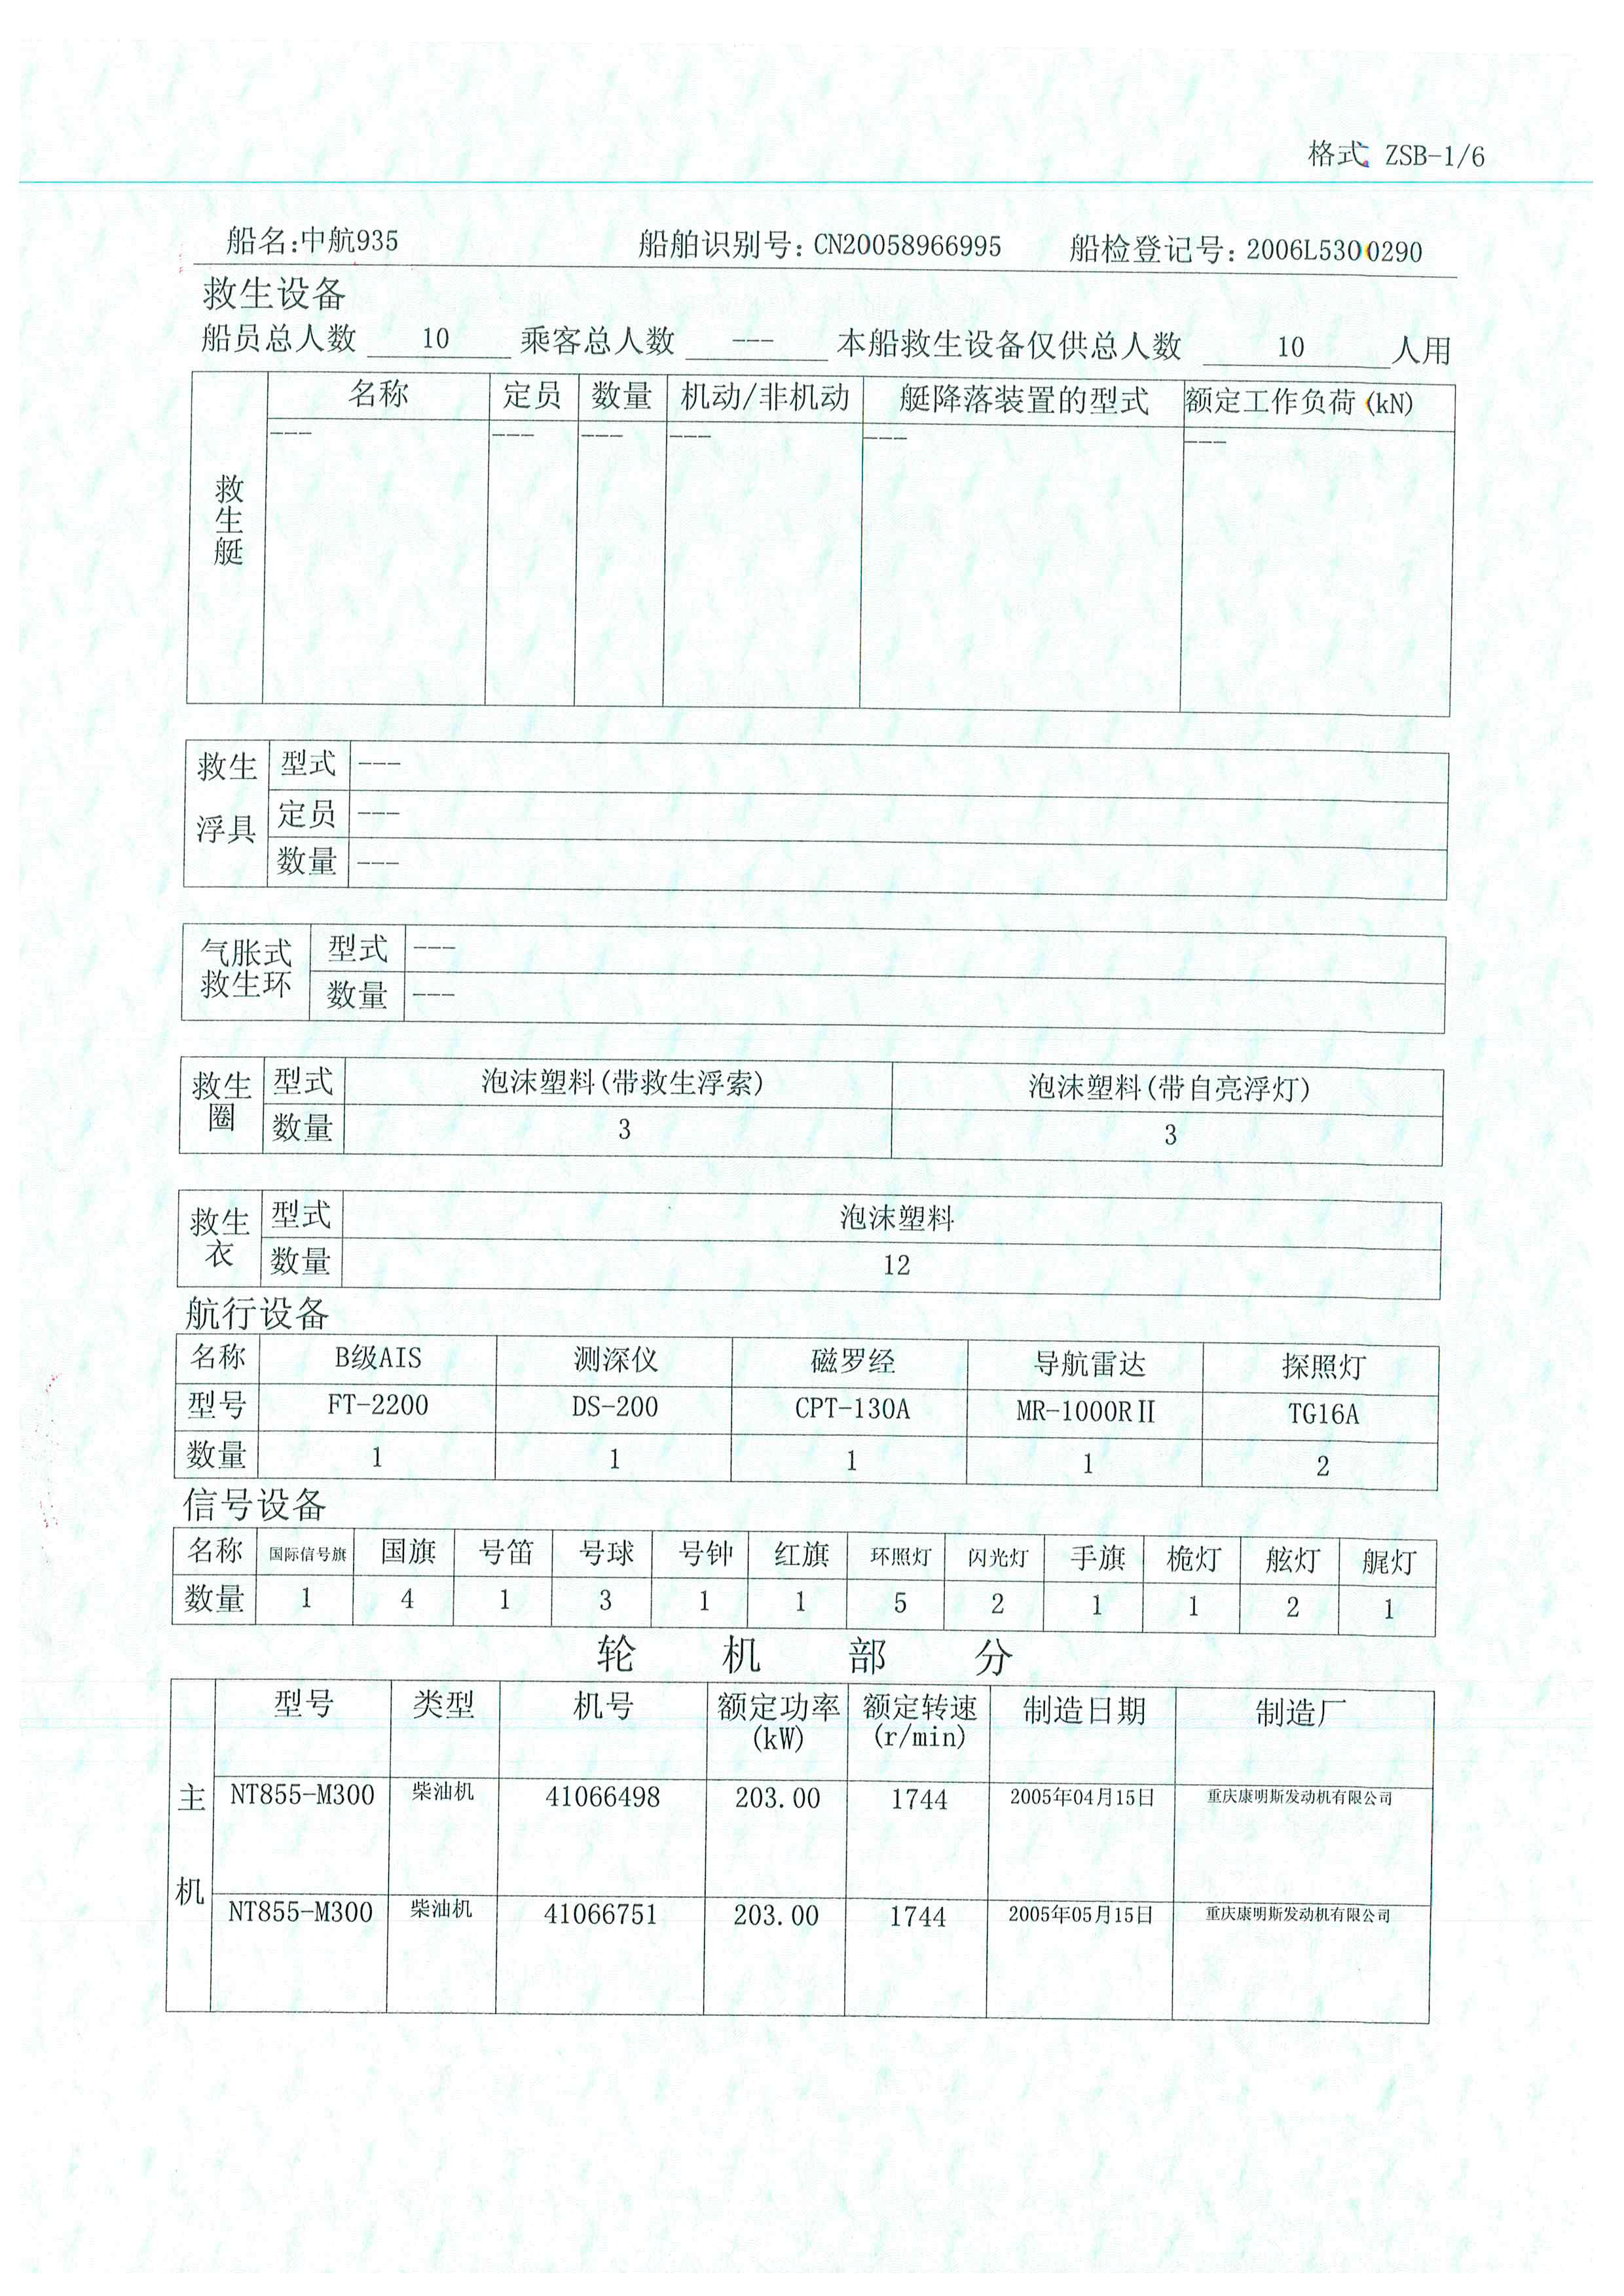 格式 ZSB-1/6
船名:中航935 船舶识别号:CN20058966995 船检登记号:2006L5300290
救生设备
船员总人数 10 乘客总人数 --- 本船救生设备仅供总人数 10 人用
救生艇
名称 定员 数量 机动/非机动 艇降落装置的型式 额定工作负荷(kN)
--- --- --- --- --- ---
救生浮具
型式 ---
定员 ---
数量 ---
气胀式救生环
型式 ---
数量 ---
救生圈
型式 泡沫塑料(带救生浮索) 泡沫塑料(带自亮浮灯)
数量 3 3
救生衣
型式 泡沫塑料
数量 12
航行设备
名称 B级AIS 测深仪 磁罗经 导航雷达 探照灯
型号 FT-2200 DS-200 CPT-130A MR-1000RⅡ TG16A
数量 1 1 1 1 2
信号设备
名称 国际信号旗 国旗 号笛 号球 号钟 红旗 环照灯 闪光灯 手旗 桅灯 舷灯 艉灯
数量 1 4 1 3 1 1 5 2 1 1 2 1
轮机部分
主机
型号 类型 机号 额定功率(kW) 额定转速(r/min) 制造日期 制造厂
NT855-M300 柴油机 41066498 203.00 1744 2005年04月15日 重庆康明斯发动机有限公司
NT855-M300 柴油机 41066751 203.00 1744 2005年05月15日 重庆康明斯发动机有限公司